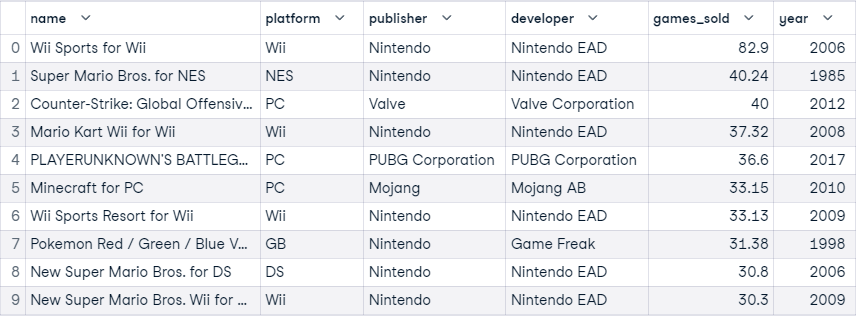 name platform publisher developer games_sold year
0 Wii Sports for Wii Wii Nintendo Nintendo EAD 82.9 2006
1 Super Mario Bros. for NES NES Nintendo Nintendo EAD 40.24 1985
2 Counter-Strike: Global Offensiv... PC Valve Valve Corporation 40 2012
3 Mario Kart Wii for Wii Wii Nintendo Nintendo EAD 37.32 2008
4 PLAYERUNKNOWN'S BATTLEG... PC PUBG Corporation PUBG Corporation 36.6 2017
5 Minecraft for PC PC Mojang Mojang AB 33.15 2010
6 Wii Sports Resort for Wii Wii Nintendo Nintendo EAD 33.13 2009
7 Pokemon Red / Green / Blue V... GB Nintendo Game Freak 31.38 1998
8 New Super Mario Bros. for DS DS Nintendo Nintendo EAD 30.8 2006
9 New Super Mario Bros. Wii for ... Wii Nintendo Nintendo EAD 30.3 2009